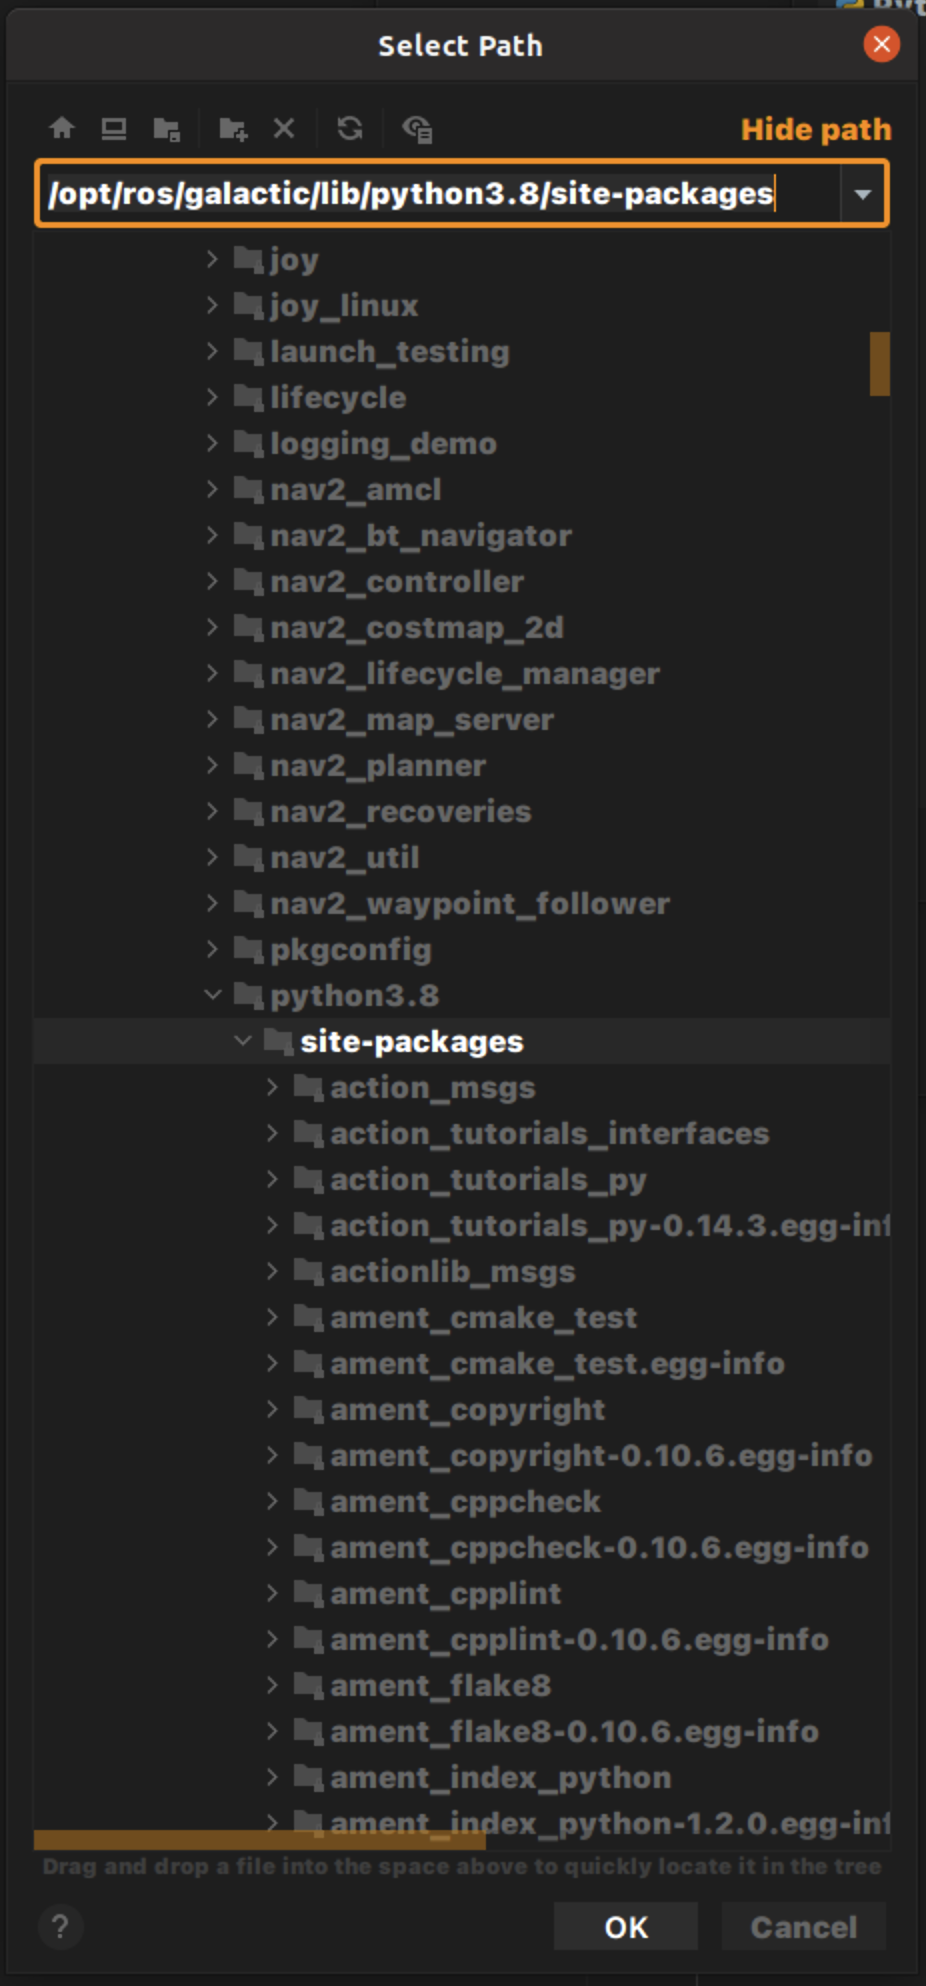 Select Path
Hide path
/opt/ros/galactic/lib/python3.8/site-packages
joy
joy_linux
launch_testing
lifecycle
logging_demo
nav2_amcl
nav2_bt_navigator
nav2_controller
nav2_costmap_2d
nav2_lifecycle_manager
nav2_map_server
nav2_planner
nav2_recoveries
nav2_util
nav2_waypoint_follower
pkgconfig
python3.8
site-packages
action_msgs
action_tutorials_interfaces
action_tutorials_py
action_tutorials_py-0.14.3.egg-inf
actionlib_msgs
ament_cmake_test
ament_cmake_test.egg-info
ament_copyright
ament_copyright-0.10.6.egg-info
ament_cppcheck
ament_cppcheck-0.10.6.egg-info
ament_cpplint
ament_cpplint-0.10.6.egg-info
ament_flake8
ament_flake8-0.10.6.egg-info
ament_index_python
ament_index_python-1.2.0.egg-inf
Drag and drop a file into the space above to quickly locate it in the tree
?
OK
Cancel